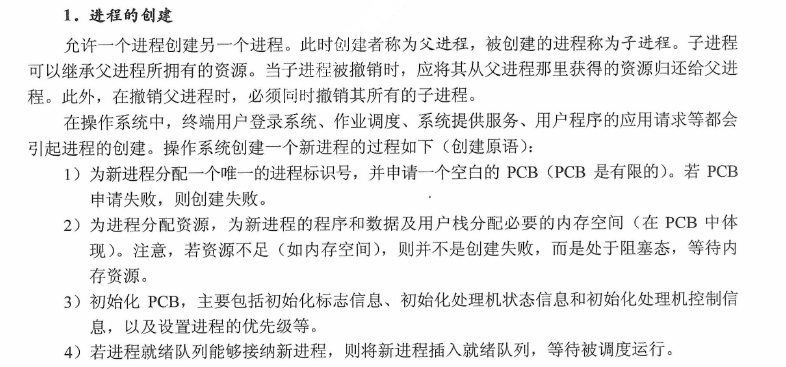 1．进程的创建
允许一个进程创建另一个进程。此时创建者称为父进程，被创建的进程称为子进程。子进程
可以继承父进程所拥有的资源。当子进程被撤销时，应将其从父进程那里获得的资源归还给父进
程。此外，在撤销父进程时，必须同时撤销其所有的子进程。
在操作系统中，终端用户登录系统、作业调度、系统提供服务、用户程序的应用请求等都会
引起进程的创建。操作系统创建一个新进程的过程如下（创建原语）：
1）为新进程分配一个唯一的进程标识号，并申请一个空白的 PCB（PCB 是有限的）。若 PCB
申请失败，则创建失败。
2）为进程分配资源，为新进程的程序和数据及用户栈分配必要的内存空间（在 PCB 中体
现）。注意，若资源不足（如内存空间），则并不是创建失败，而是处于阻塞态，等待内
存资源。
3）初始化 PCB，主要包括初始化标志信息、初始化处理机状态信息和初始化处理机控制信
息，以及设置进程的优先级等。
4）若进程就绪队列能够接纳新进程，则将新进程插入就绪队列，等待被调度运行。